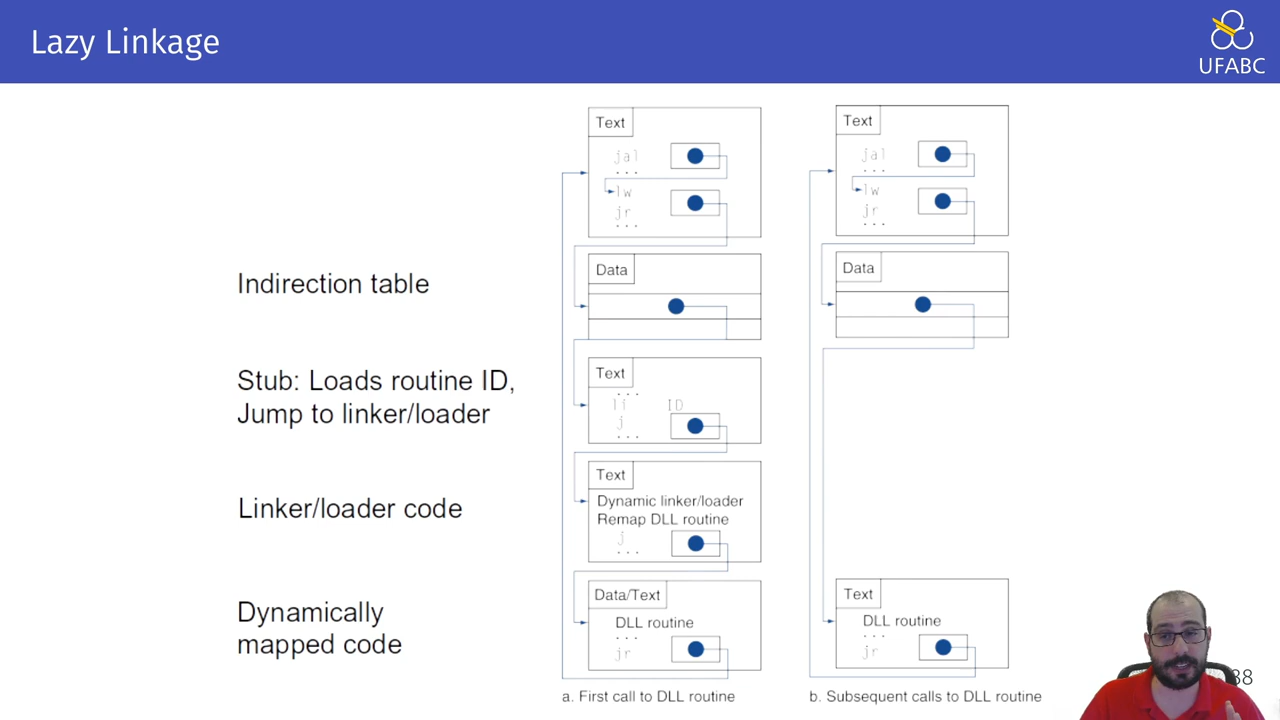 Lazy Linkage
UFABC
Indirection table
Stub: Loads routine ID,
Jump to linker/loader
Linker/loader code
Dynamically
mapped code
Text
jal
...
lw
jr
...
Data
Text
...
li ID
j
...
Text
Dynamic linker/loader
Remap DLL routine
j
...
Data/Text
DLL routine
...
jr
a. First call to DLL routine
Text
jal
...
lw
jr
...
Data
Text
DLL routine
...
jr
b. Subsequent calls to DLL routine
38